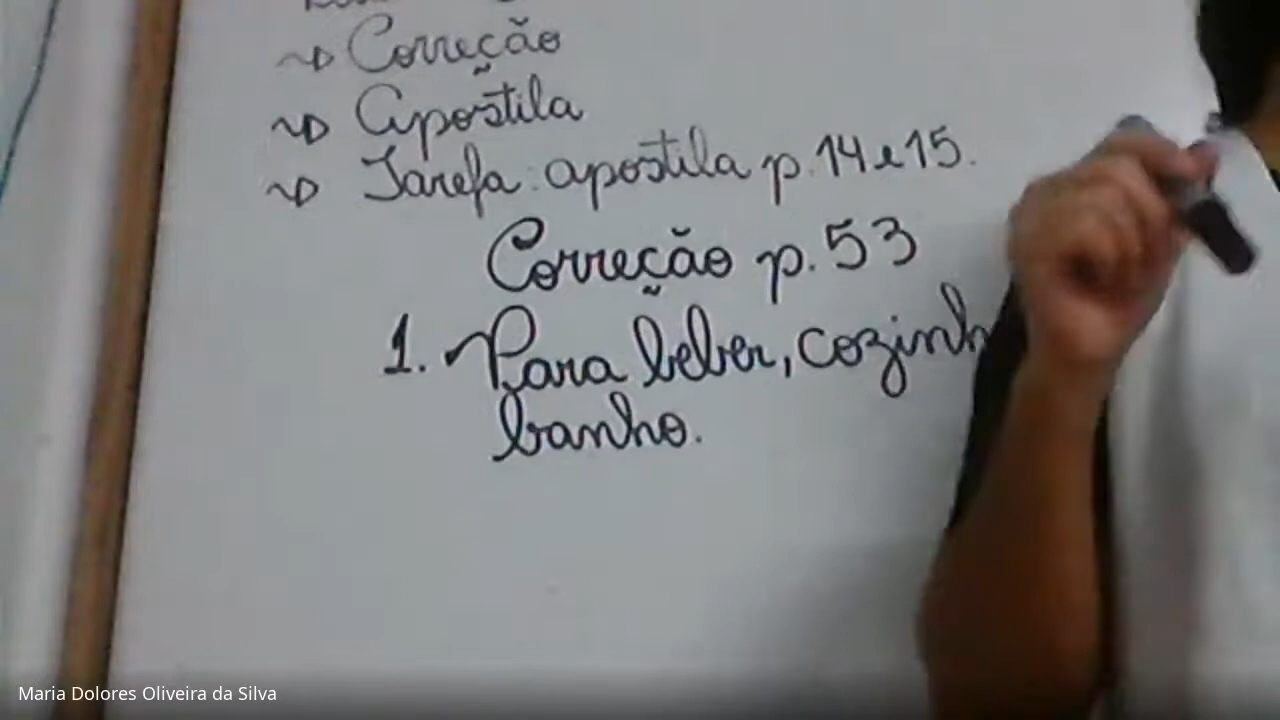 Correção
Apostila
Tarefa: apostila p. 14 e 15.
Correção p. 53
1. Para beber, cozinh
banho.
Maria Dolores Oliveira da Silva